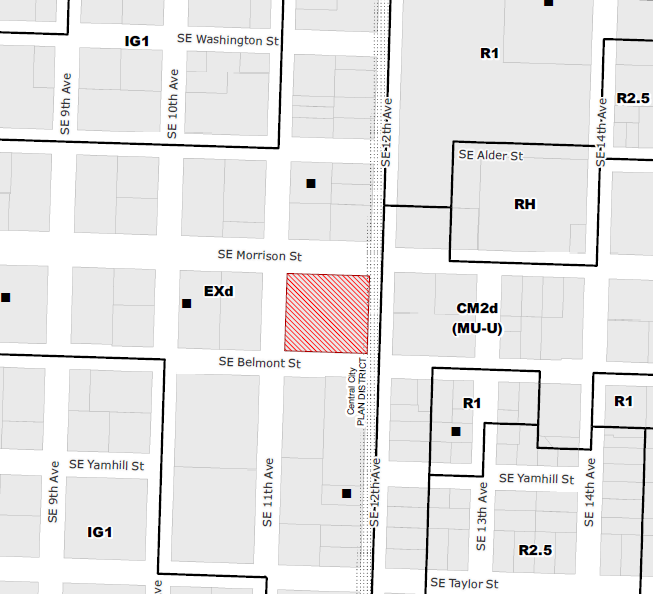 IG1
SE Washington St
R1
SE 9th Ave
SE 10th Ave
SE 12th Ave
SE 14th Ave
R2.5
SE Alder St
RH
SE Morrison St
EXd
CM2d
(MU-U)
SE Belmont St
Central City
PLAN DISTRICT
R1
R1
SE Yamhill St
SE 9th Ave
SE 11th Ave
SE 12th Ave
SE 13th Ave
SE 14th Ave
SE Yamhill St
IG1
R2.5
SE Taylor St
ve